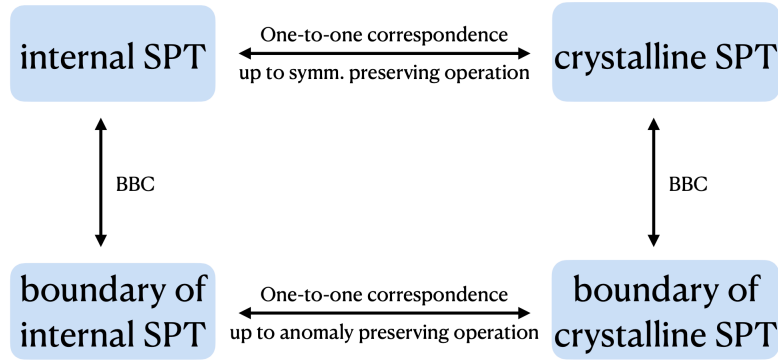 internal SPT
One-to-one correspondence
up to symm. preserving operation
crystalline SPT
BBC
BBC
boundary of
internal SPT
One-to-one correspondence
up to anomaly preserving operation
boundary of
crystalline SPT